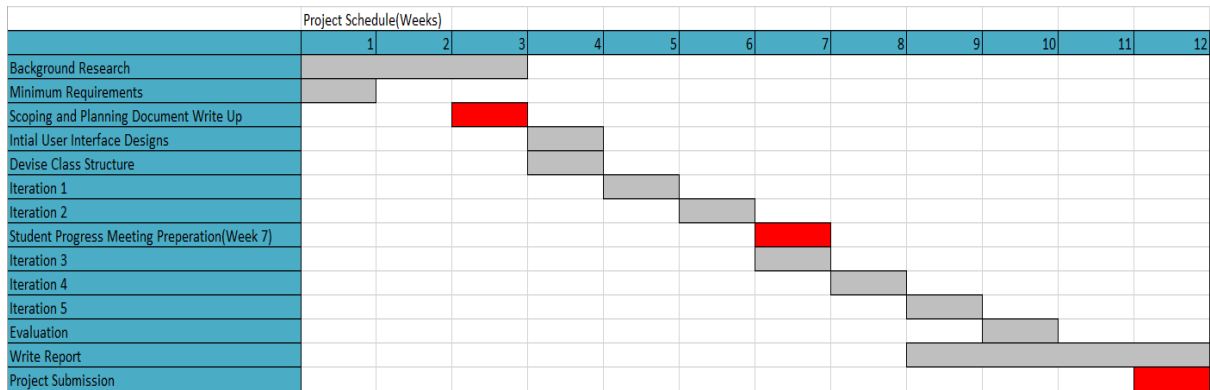 Project Schedule(Weeks)
1 2 3 4 5 6 7 8 9 10 11 12
Background Research
Minimum Requirements
Scoping and Planning Document Write Up
Intial User Interface Designs
Devise Class Structure
Iteration 1
Iteration 2
Student Progress Meeting Preperation(Week 7)
Iteration 3
Iteration 4
Iteration 5
Evaluation
Write Report
Project Submission